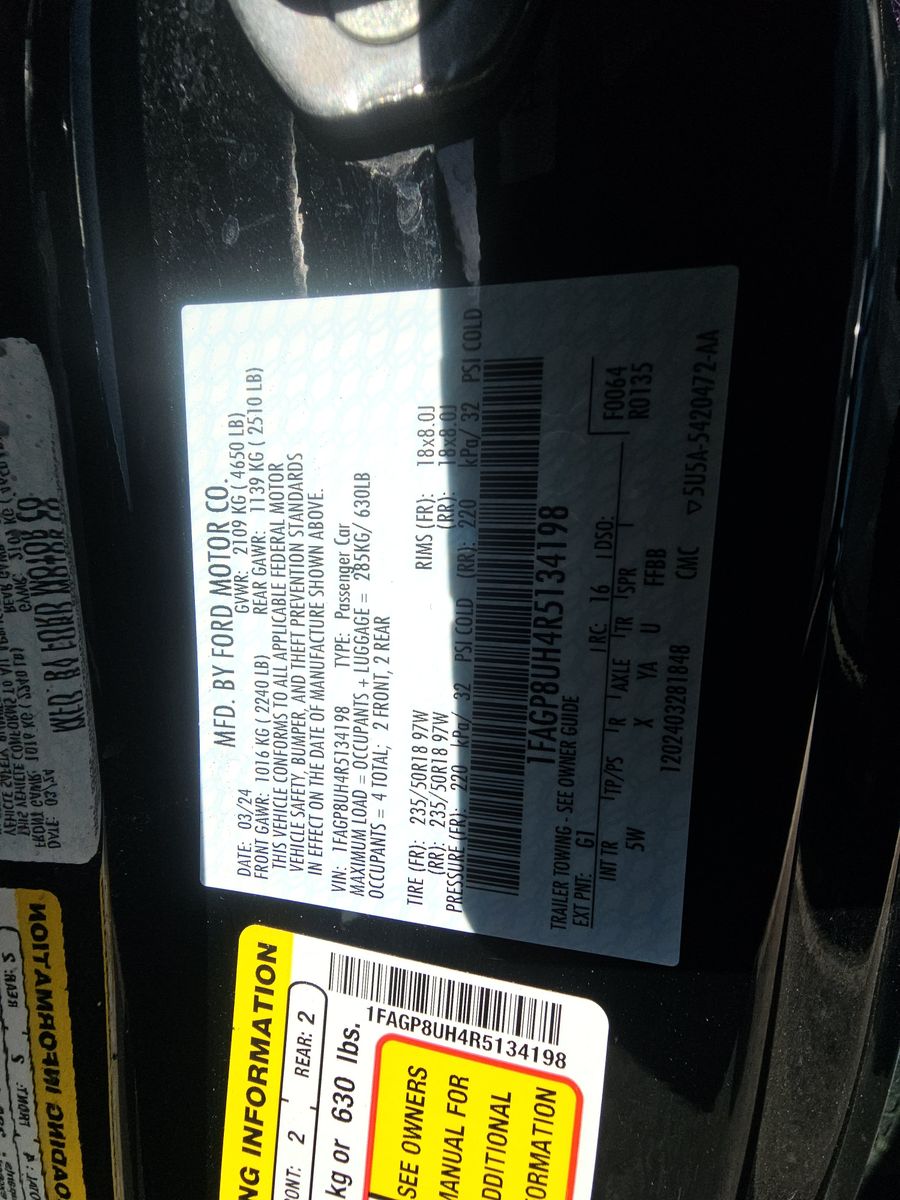 MFD. BY FORD MOTOR CO.
DATE: 03/24 GVWR: 2109 KG ( 4650 LB)
FRONT GAWR: 1016 KG ( 2240 LB) REAR GAWR: 1139 KG ( 2510 LB)
THIS VEHICLE CONFORMS TO ALL APPLICABLE FEDERAL MOTOR
VEHICLE SAFETY, BUMPER, AND THEFT PREVENTION STANDARDS
IN EFFECT ON THE DATE OF MANUFACTURE SHOWN ABOVE.
VIN: 1FAGP8UH4R5134198 TYPE: Passenger Car
MAXIMUM LOAD = OCCUPANTS + LUGGAGE = 285KG/ 630LB
OCCUPANTS = 4 TOTAL; 2 FRONT, 2 REAR
TIRE (FR): 235/50R18 97W RIMS (FR): 18x8.0J
(RR): 235/50R18 97W (RR): 18x8.0J
PRESSURE (FR): 220 kPa/ 32 PSI COLD (RR): 220 kPa/ 32 PSI COLD
1FAGP8UH4R5134198
TRAILER TOWING - SEE OWNER GUIDE
EXT PNT: G1 RC: 16 DSO: F0064
INT TR TP/PS R AXLE TR SPR R0135
5W X YA U FFBB
120240328​1848 CMC ▽5U5A-5420472-AA
NG INFORMATION
ONT: 2 REAR: 2
kg or 630 lbs.
1FAGP8UH4R5134198
SEE OWNERS
MANUAL FOR
DDITIONAL
FORMATION